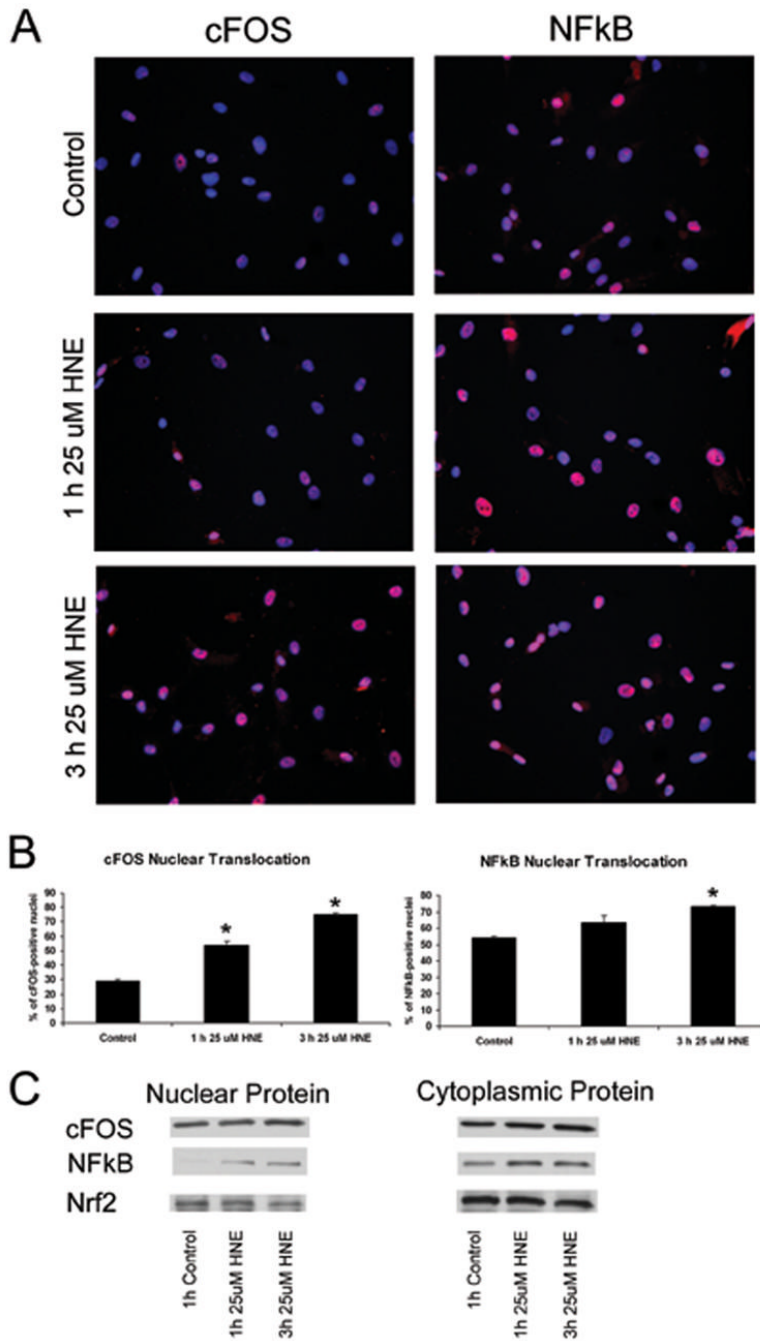 A
cFOS NFkB
Control
1 h 25 uM HNE
3 h 25 uM HNE
B
cFOS Nuclear Translocation
% of cFOS-positive nuclei
90
80
70
60
50
40
30
20
10
0
*
*
Control 1 h 25 uM HNE 3 h 25 uM HNE
NFkB Nuclear Translocation
% of NFkB-positive nuclei
80
70
60
50
40
30
20
10
0
*
Control 1 h 25 uM HNE 3 h 25 uM HNE
C
Nuclear Protein Cytoplasmic Protein
cFOS
NFkB
Nrf2
1h Control
1h 25uM HNE
3h 25uM HNE
1h Control
1h 25uM HNE
3h 25uM HNE